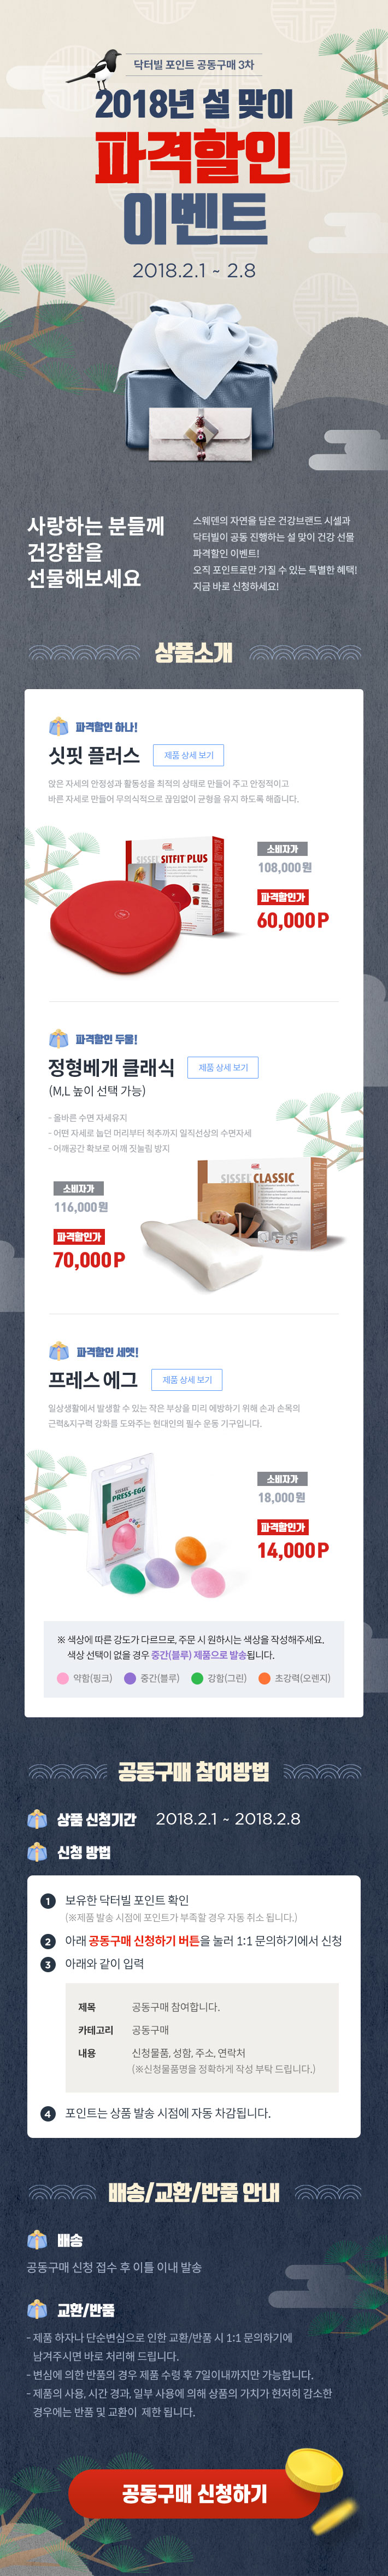 닥터빌 포인트 공동구매 3차
2018년 설 맞이
파격할인
이벤트
2018.2.1 ~ 2.8
사랑하는 분들께
건강함을
선물해보세요
스웨덴의 자연을 담은 건강브랜드 시셀과
닥터빌이 공동 진행하는 설 맞이 건강 선물
파격할인 이벤트!
오직 포인트로만 가질 수 있는 특별한 혜택!
지금 바로 신청하세요!
상품소개
파격할인 하나!
싯핏 플러스
제품 상세 보기
앉은 자세의 안정성과 활동성을 최적의 상태로 만들어 주고 안정적이고
바른 자세로 만들어 무의식적으로 끊임없이 균형을 유지 하도록 해줍니다.
SISSEL SITFIT PLUS
소비자가
108,000원
파격할인가
60,000P
파격할인 두울!
정형베개 클래식
제품 상세 보기
(M,L 높이 선택 가능)
- 올바른 수면 자세유지
- 어떤 자세로 눕던 머리부터 척추까지 일직선상의 수면자세
- 어깨공간 확보로 어깨 짓눌림 방지
소비자가
116,000원
파격할인가
70,000P
SISSEL CLASSIC
파격할인 세엣!
프레스 에그
제품 상세 보기
일상생활에서 발생할 수 있는 작은 부상을 미리 예방하기 위해 손과 손목의
근력&지구력 강화를 도와주는 현대인의 필수 운동 기구입니다.
SISSEL
PRESS-EGG
소비자가
18,000원
파격할인가
14,000P
※ 색상에 따른 강도가 다르므로, 주문 시 원하시는 색상을 작성해주세요.
색상 선택이 없을 경우 중간(블루) 제품으로 발송됩니다.
약함(핑크) 중간(블루) 강함(그린) 초강력(오렌지)
공동구매 참여방법
상품 신청기간 2018.2.1 ~ 2018.2.8
신청 방법
1 보유한 닥터빌 포인트 확인
(※제품 발송 시점에 포인트가 부족할 경우 자동 취소 됩니다.)
2 아래 공동구매 신청하기 버튼을 눌러 1:1 문의하기에서 신청
3 아래와 같이 입력
제목 공동구매 참여합니다.
카테고리 공동구매
내용 신청물품, 성함, 주소, 연락처
(※신청물품명을 정확하게 작성 부탁 드립니다.)
4 포인트는 상품 발송 시점에 자동 차감됩니다.
배송/교환/반품 안내
배송
공동구매 신청 접수 후 이틀 이내 발송
교환/반품
- 제품 하자나 단순변심으로 인한 교환/반품 시 1:1 문의하기에
남겨주시면 바로 처리해 드립니다.
- 변심에 의한 반품의 경우 제품 수령 후 7일이내까지만 가능합니다.
- 제품의 사용, 시간 경과, 일부 사용에 의해 상품의 가치가 현저히 감소한
경우에는 반품 및 교환이 제한 됩니다.
공동구매 신청하기